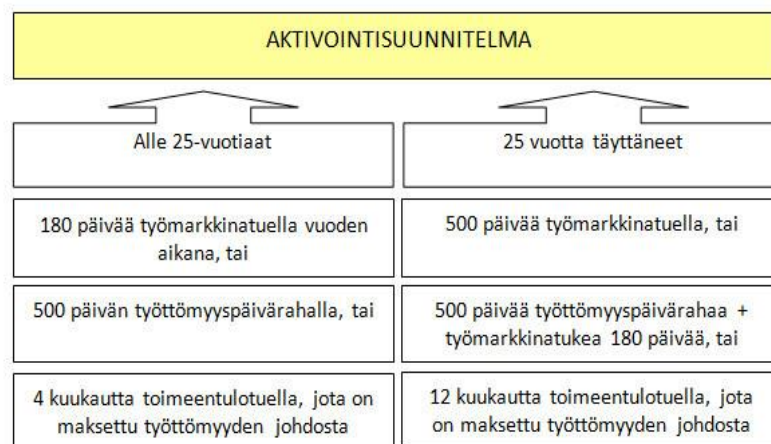 AKTIVOINTISUUNNITELMA
Alle 25-vuotiaat
180 päivää työmarkkinatuella vuoden
aikana, tai
500 päivän työttömyyspäivärahalla, tai
4 kuukautta toimeentulotuella, jota on
maksettu työttömyyden johdosta
25 vuotta täyttäneet
500 päivää työmarkkinatuella, tai
500 päivää työttömyyspäivärahaa +
työmarkkinatukea 180 päivää, tai
12 kuukautta toimeentulotuella, jota
on maksettu työttömyyden johdosta